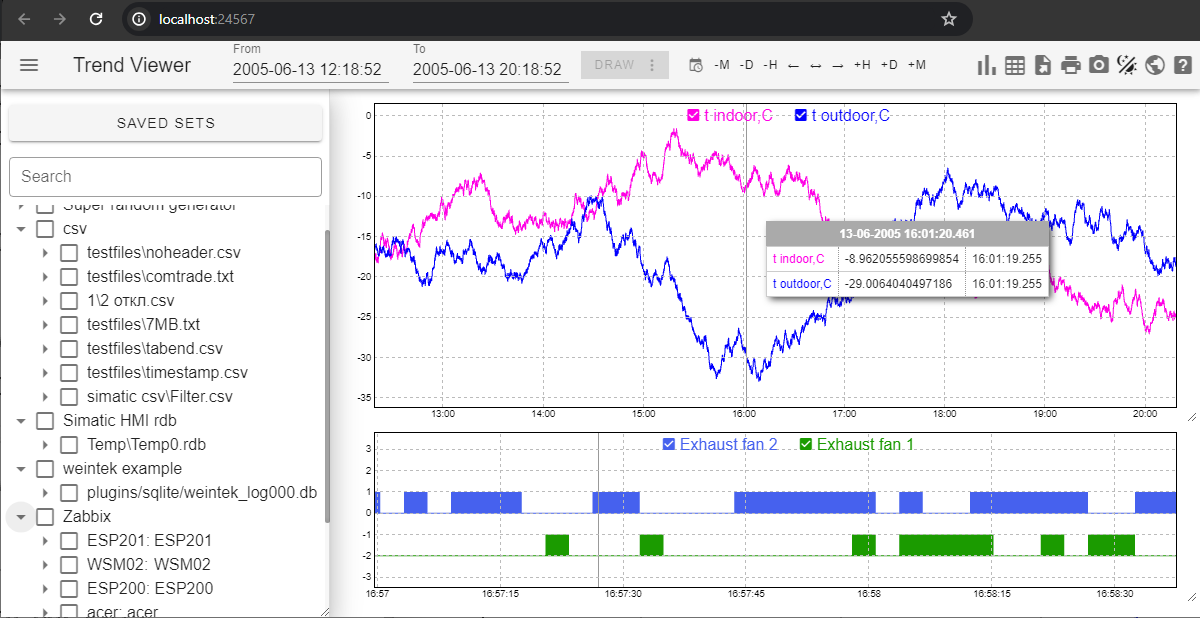 localhost:24567
Trend Viewer
From
2005-06-13 12:18:52
To
2005-06-13 20:18:52
DRAW
-M -D -H ← ↔ → +H +D +M
SAVED SETS
Search
Super random generator
csv
testfiles\noheader.csv
testfiles\comtrade.txt
1\2 откл.csv
testfiles\7MB.txt
testfiles\tabend.csv
testfiles\timestamp.csv
simatic csv\Filter.csv
Simatic HMI rdb
Temp\Temp0.rdb
weintek example
plugins/sqlite/weintek_log000.db
Zabbix
ESP201: ESP201
WSM02: WSM02
ESP200: ESP200
acer: acer
t indoor,C t outdoor,C
0
-5
-10
-15
-20
-25
-30
-35
13:00 14:00 15:00 16:00 17:00 18:00 19:00 20:00
13-06-2005 16:01:20.461
t indoor,C -8.962055598699854 16:01:19.255
t outdoor,C -29.0064040497186 16:01:19.255
Exhaust fan 2 Exhaust fan 1
3
2
1
0
-1
-2
-3
16:57 16:57:15 16:57:30 16:57:45 16:58 16:58:15 16:58:30